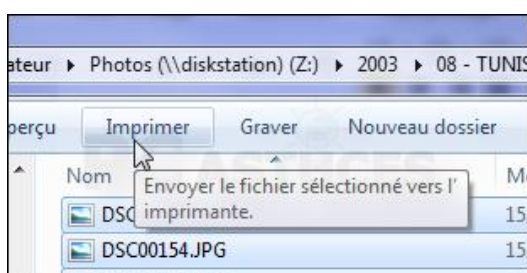 ateur ▸ Photos (\\diskstation) (Z:) ▸ 2003 ▸ 08 - TUNIS
perçu Imprimer Graver Nouveau dossier
Nom
Envoyer le fichier sélectionné vers l'
imprimante.
DSC
15
DSC00154.JPG 15